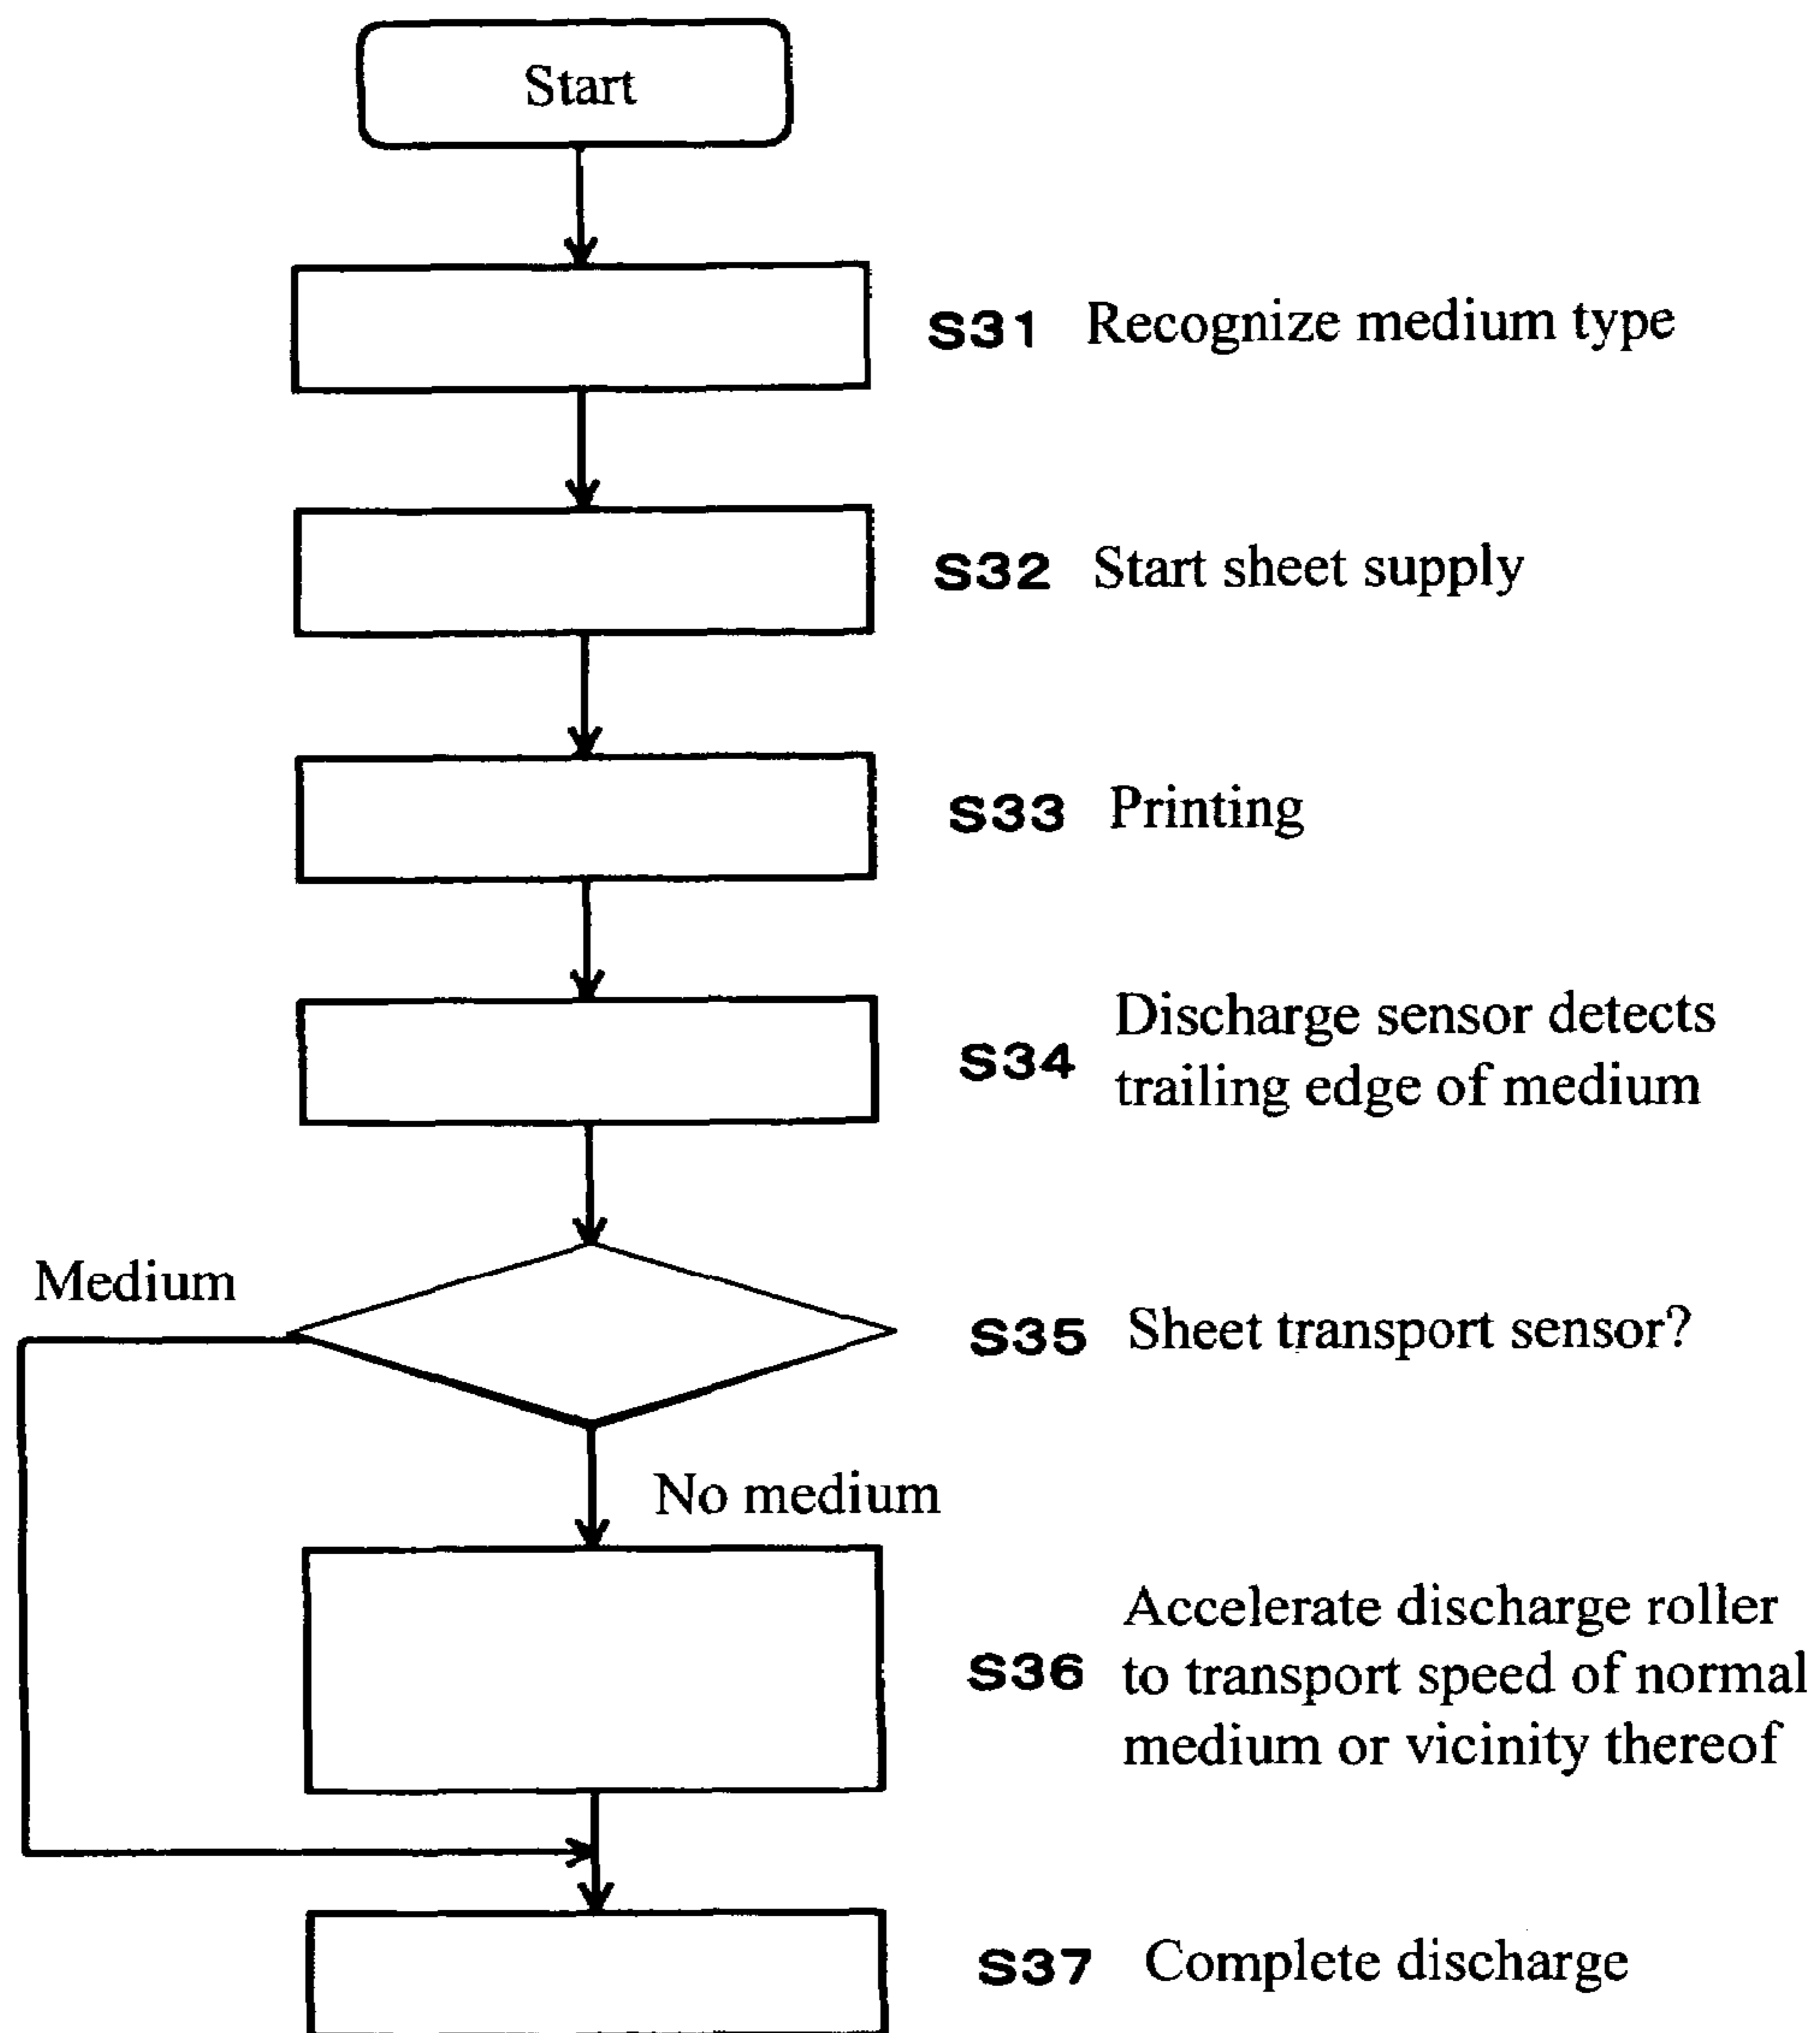 Start
S31 Recognize medium type
S32 Start sheet supply
S33 Printing
Discharge sensor detects
S34
trailing edge of medium
Medium
S35 Sheet transport sensor?
No medium
Accelerate discharge roller
S36 to transport speed of normal
medium or vicinity thereof
S37 Complete discharge